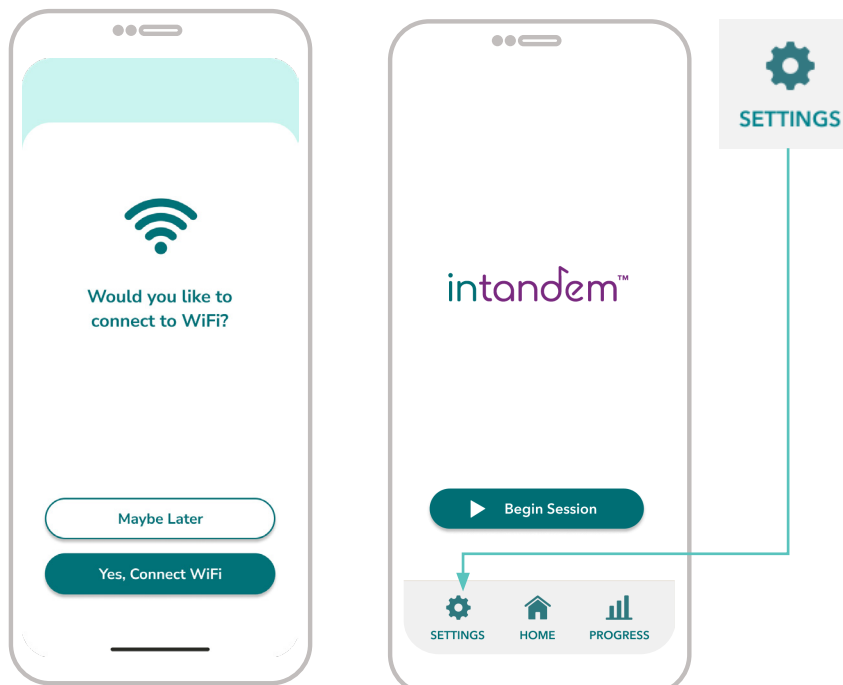 Would you like to
connect to WiFi?
Maybe Later
Yes, Connect WiFi
intandem™
Begin Session
SETTINGS
HOME
PROGRESS
SETTINGS